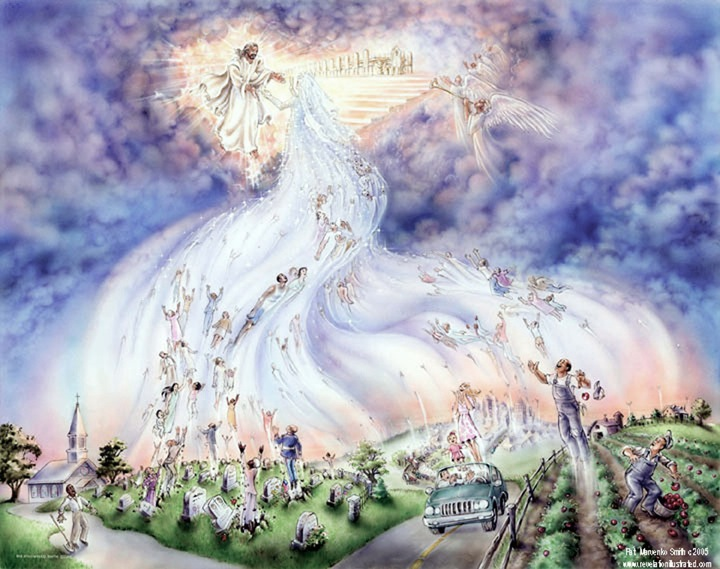 Pat Marvenko Smith c 2005
www.revelationillustrated.com